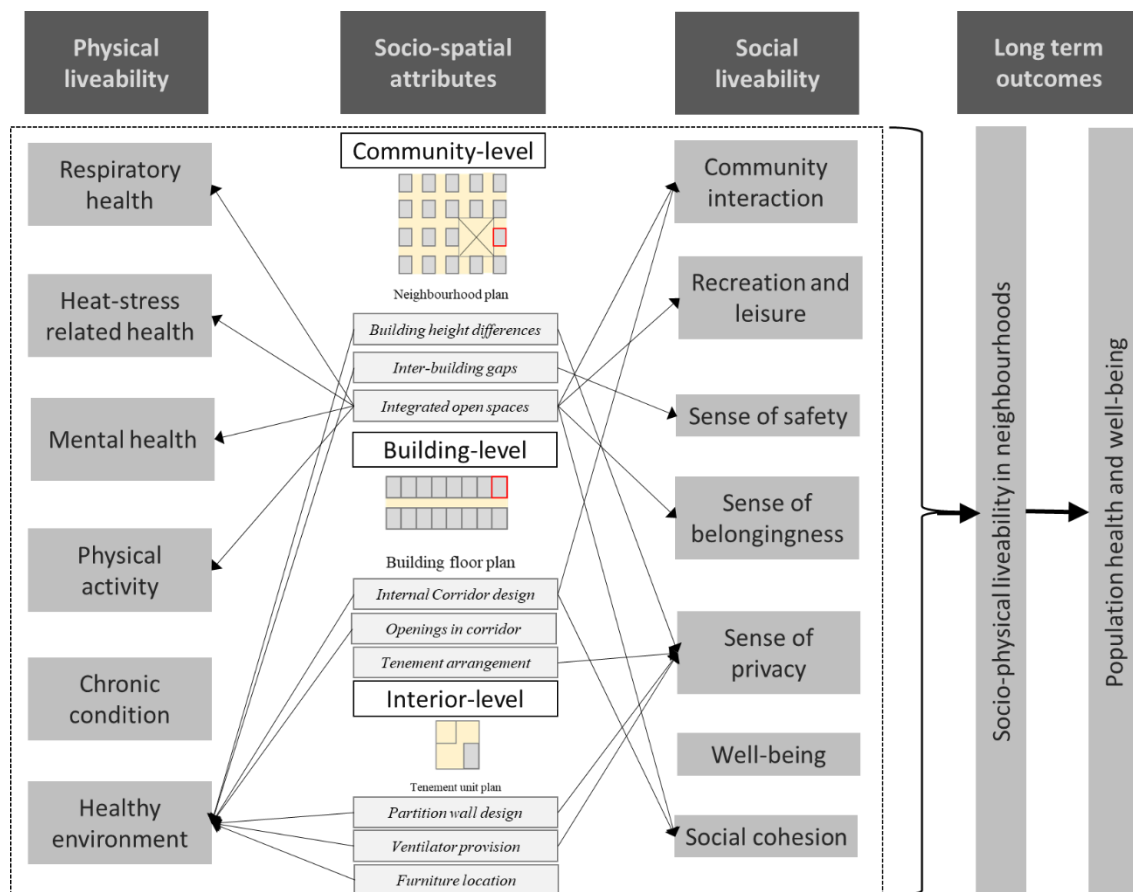 Physical
liveability
Socio-spatial
attributes
Social
liveability
Long term
outcomes
Respiratory
health
Heat-stress
related health
Mental health
Physical
activity
Chronic
condition
Healthy
environment
Community-level
Neighbourhood plan
Building height differences
Inter-building gaps
Integrated open spaces
Building-level
Building floor plan
Internal Corridor design
Openings in corridor
Tenement arrangement
Interior-level
Tenement unit plan
Partition wall design
Ventilator provision
Furniture location
Community
interaction
Recreation and
leisure
Sense of safety
Sense of
belongingness
Sense of
privacy
Well-being
Social cohesion
Socio-physical liveability in neighbourhoods
Population health and well-being